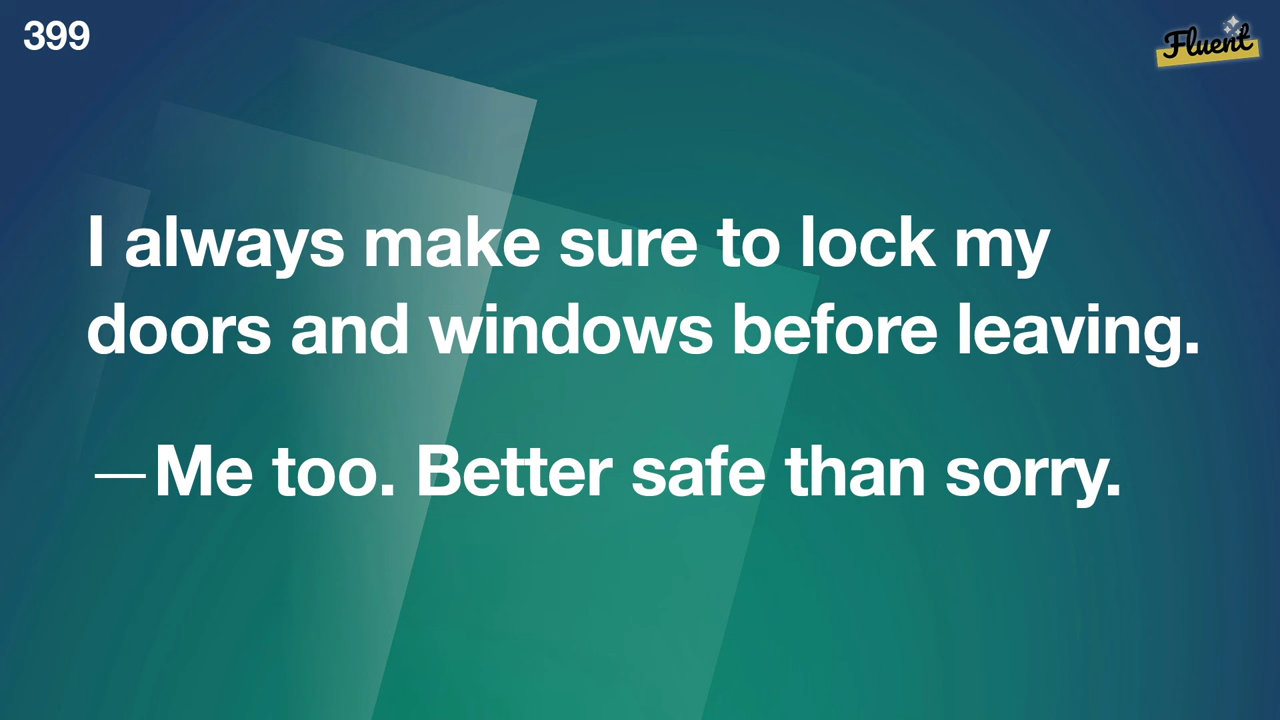 399
Fluent
I always make sure to lock my
doors and windows before leaving.
—Me too. Better safe than sorry.